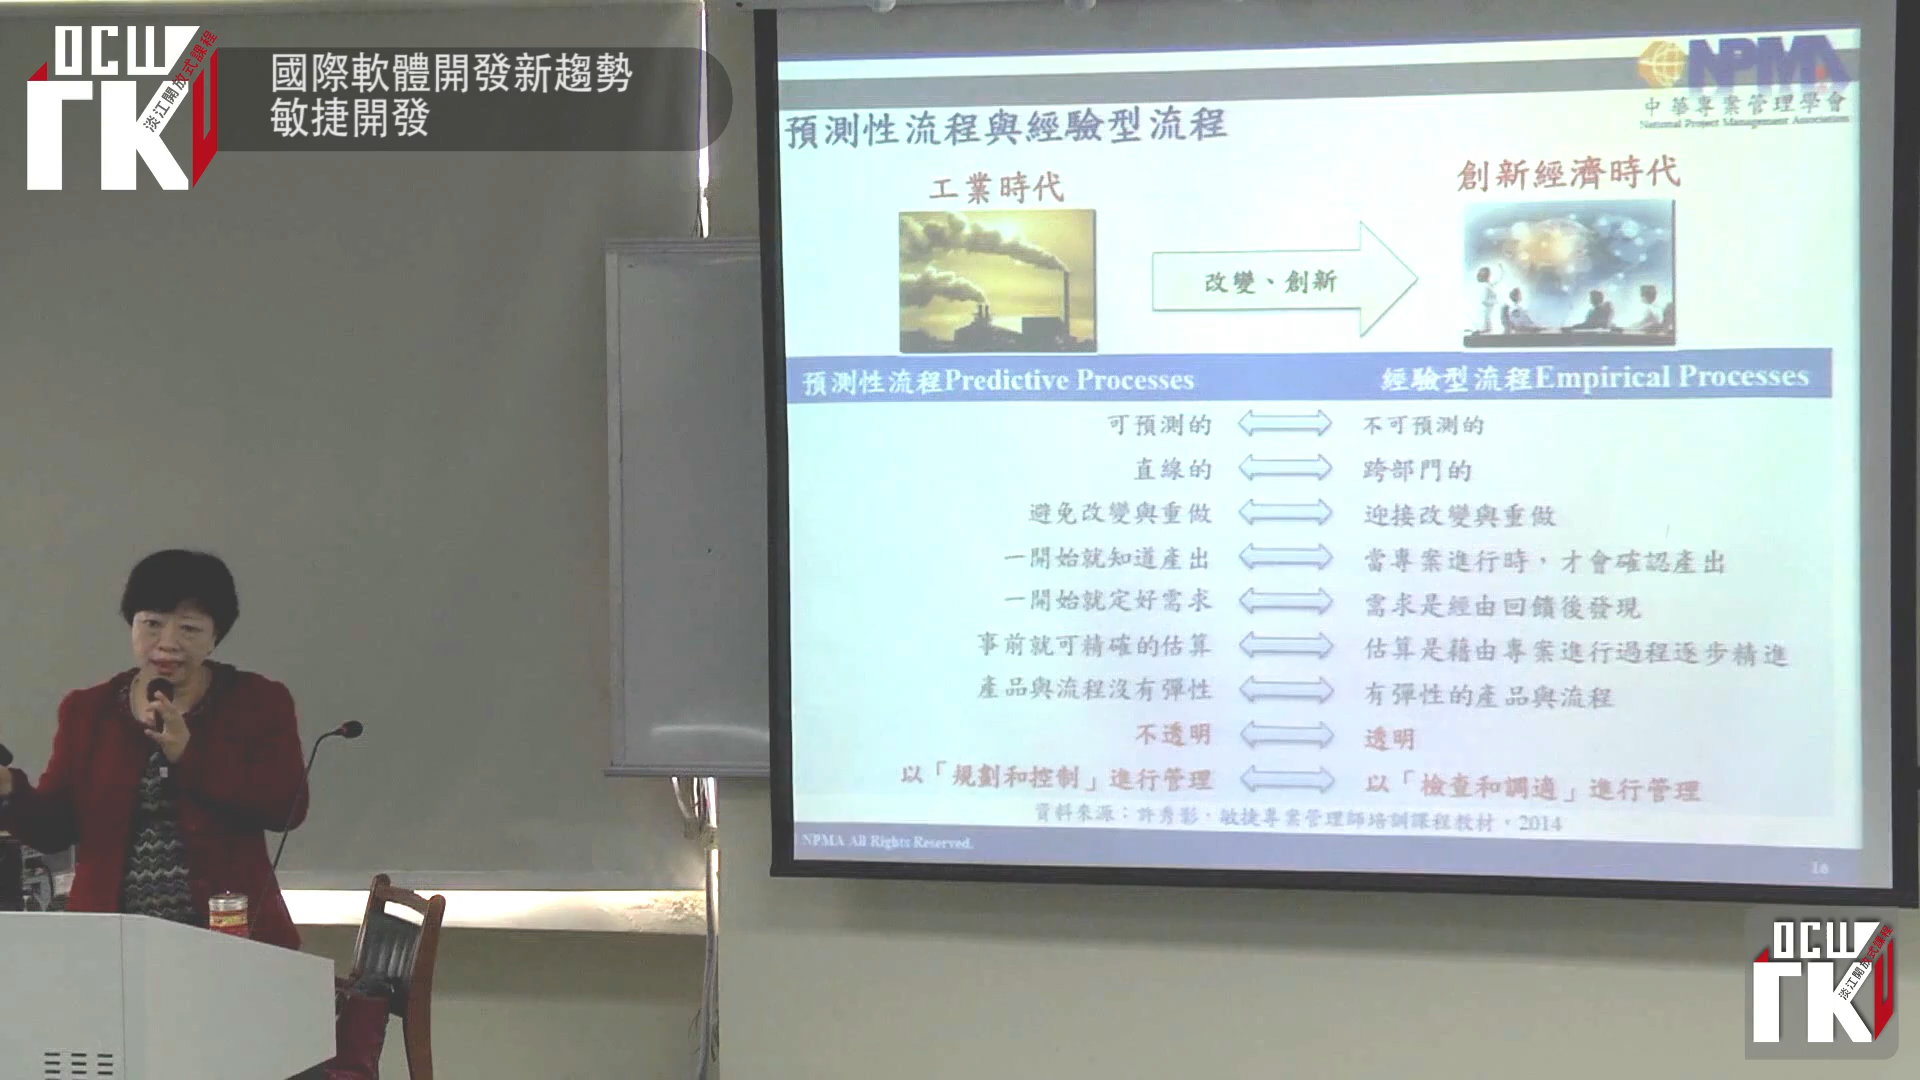 OCW
TKU
淡江開放式課程
國際軟體開發新趨勢
敏捷開發
NPMA
中華專案管理學會
National Project Management Association
預測性流程與經驗型流程
工業時代
創新經濟時代
改變、創新
預測性流程Predictive Processes
經驗型流程Empirical Processes
可預測的
不可預測的
直線的
跨部門的
避免改變與重做
迎接改變與重做
一開始就知道產出
當專案進行時，才會確認產出
一開始就定好需求
需求是經由回饋後發現
事前就可精確的估算
估算是藉由專案進行過程逐步精進
產品與流程沒有彈性
有彈性的產品與流程
不透明
透明
以「規劃和控制」進行管理
以「檢查和調適」進行管理
資料來源：許秀影，敏捷專案管理師培訓課程教材，2014
NPMA All Rights Reserved.
16
OCW
TKU
淡江開放式課程